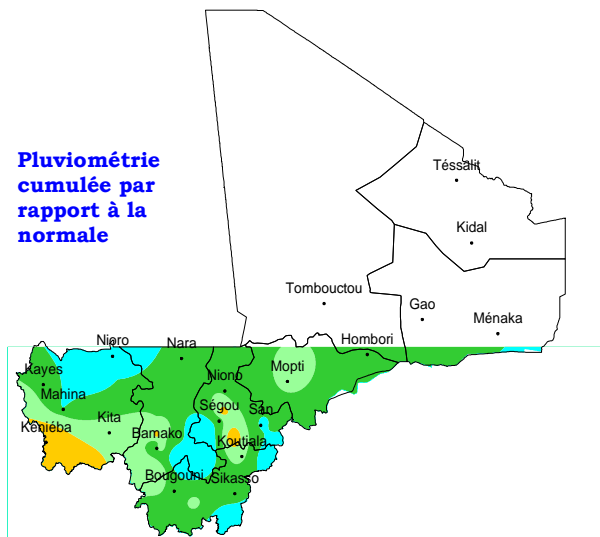 Pluviométrie
cumulée par
rapport à la
normale
Téssalit
Kidal
Tombouctou
Gao
Ménaka
Nioro
Nara
Hombori
Kayes
Mopti
Niono
Mahina
Ségou
San
Kéniéba
Kita
Bamako
Koutiala
Bougouni
Sikasso